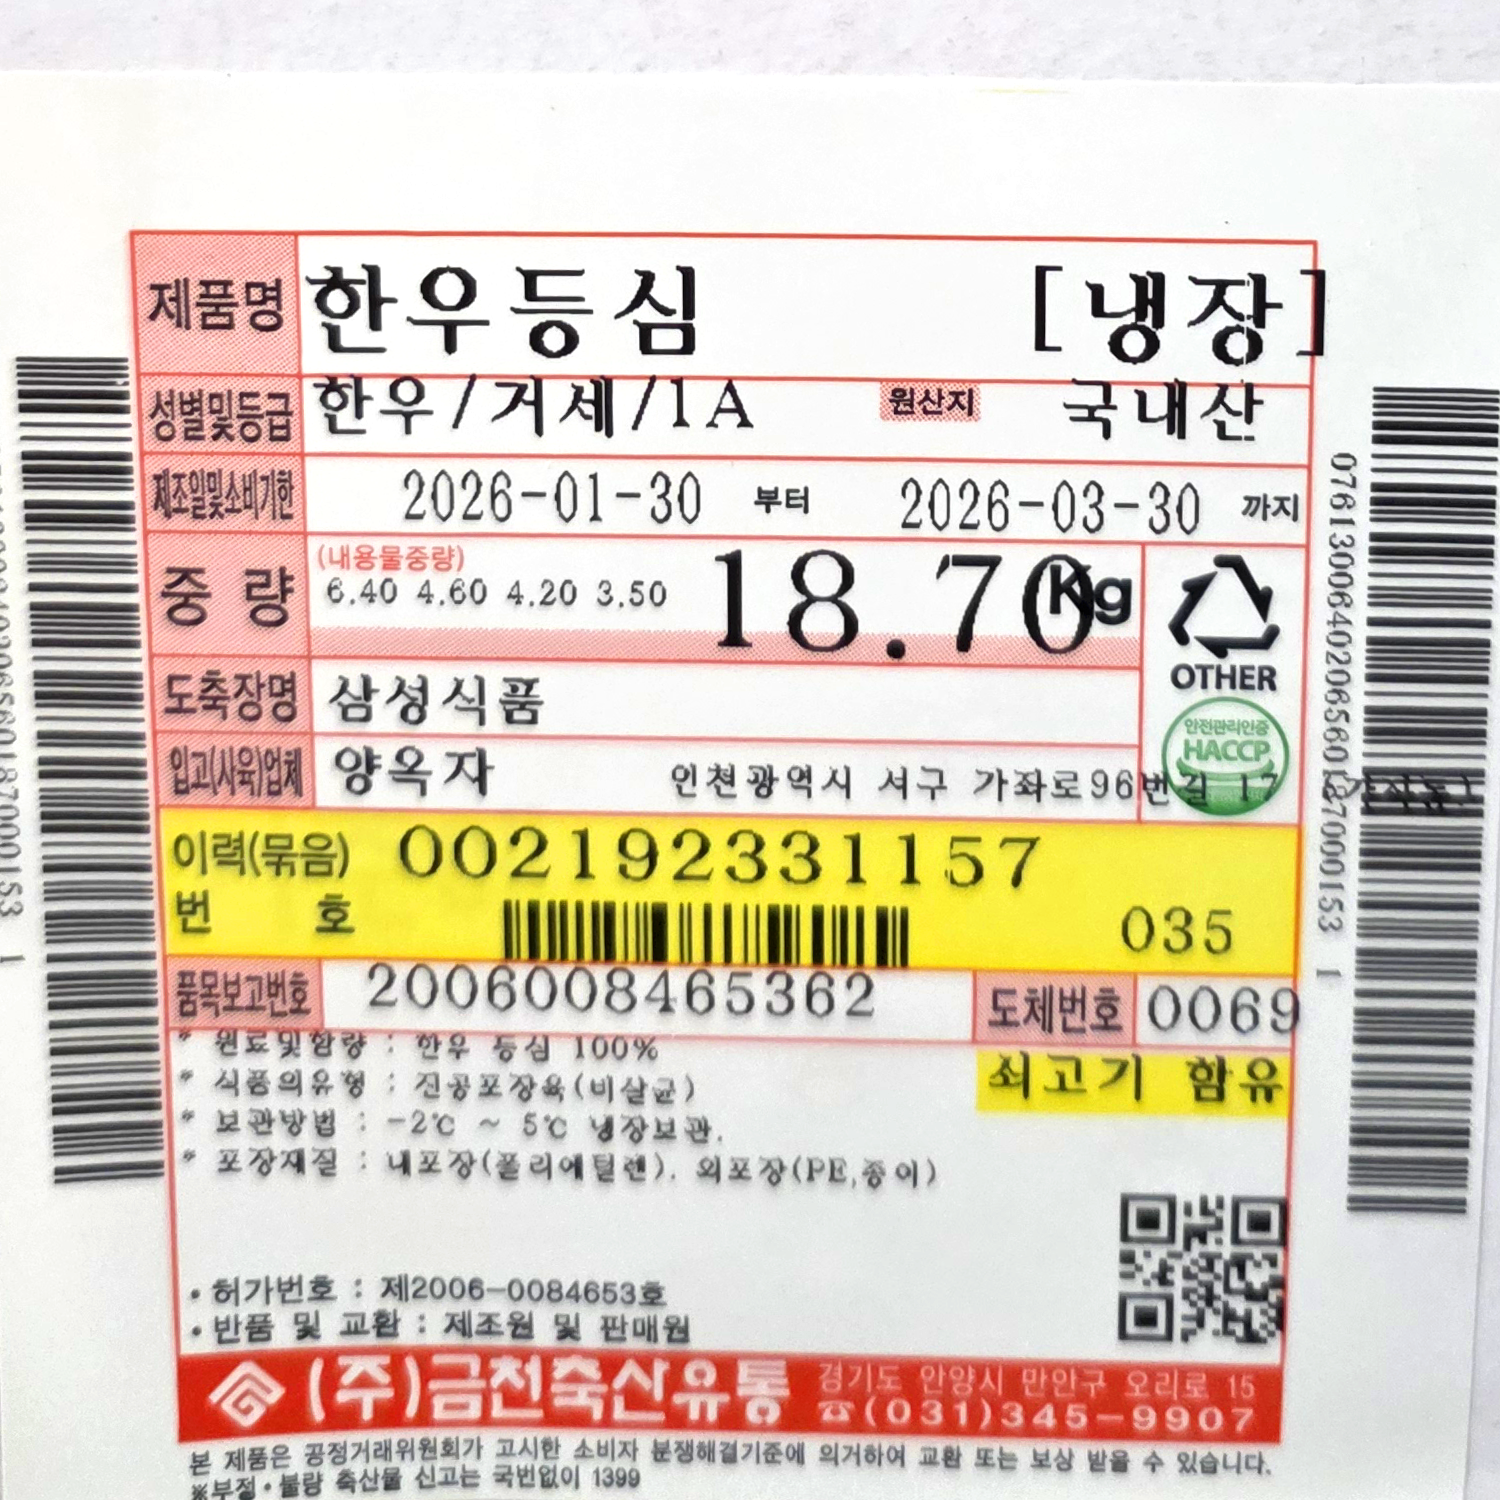 제품명 한우등심 [냉장]
성별및등급 한우/거세/1A 원산지 국내산
제조일및소비기한 2026-01-30 부터 2026-03-30 까지
중 량 (내용물중량) 18.70Kg
6.40 4.60 4.20 3.50
OTHER
도축장명 삼성식품
안전관리인증
HACCP
입고(사육)업체 양옥자 인천광역시 서구 가좌로96번길 17
이력(묶음) 002192331157
번 호 035
품목보고번호 2006008465362 도체번호 0069
* 원료및함량 : 한우 등심 100%
쇠고기 함유
* 식품의유형 : 진공포장육(비살균)
* 보관방법 : -2℃ ~ 5℃ 냉장보관.
* 포장재질 : 내포장(폴리에틸렌). 외포장(PE,종이)
• 허가번호 : 제2006-0084653호
• 반품 및 교환 : 제조원 및 판매원
(주)금천축산유통 경기도 안양시 만안구 오리로 15
☎(031)345-9907
본 제품은 공정거래위원회가 고시한 소비자 분쟁해결기준에 의거하여 교환 또는 보상 받을 수 있습니다.
※부정•불량 축산물 신고는 국번없이 1399